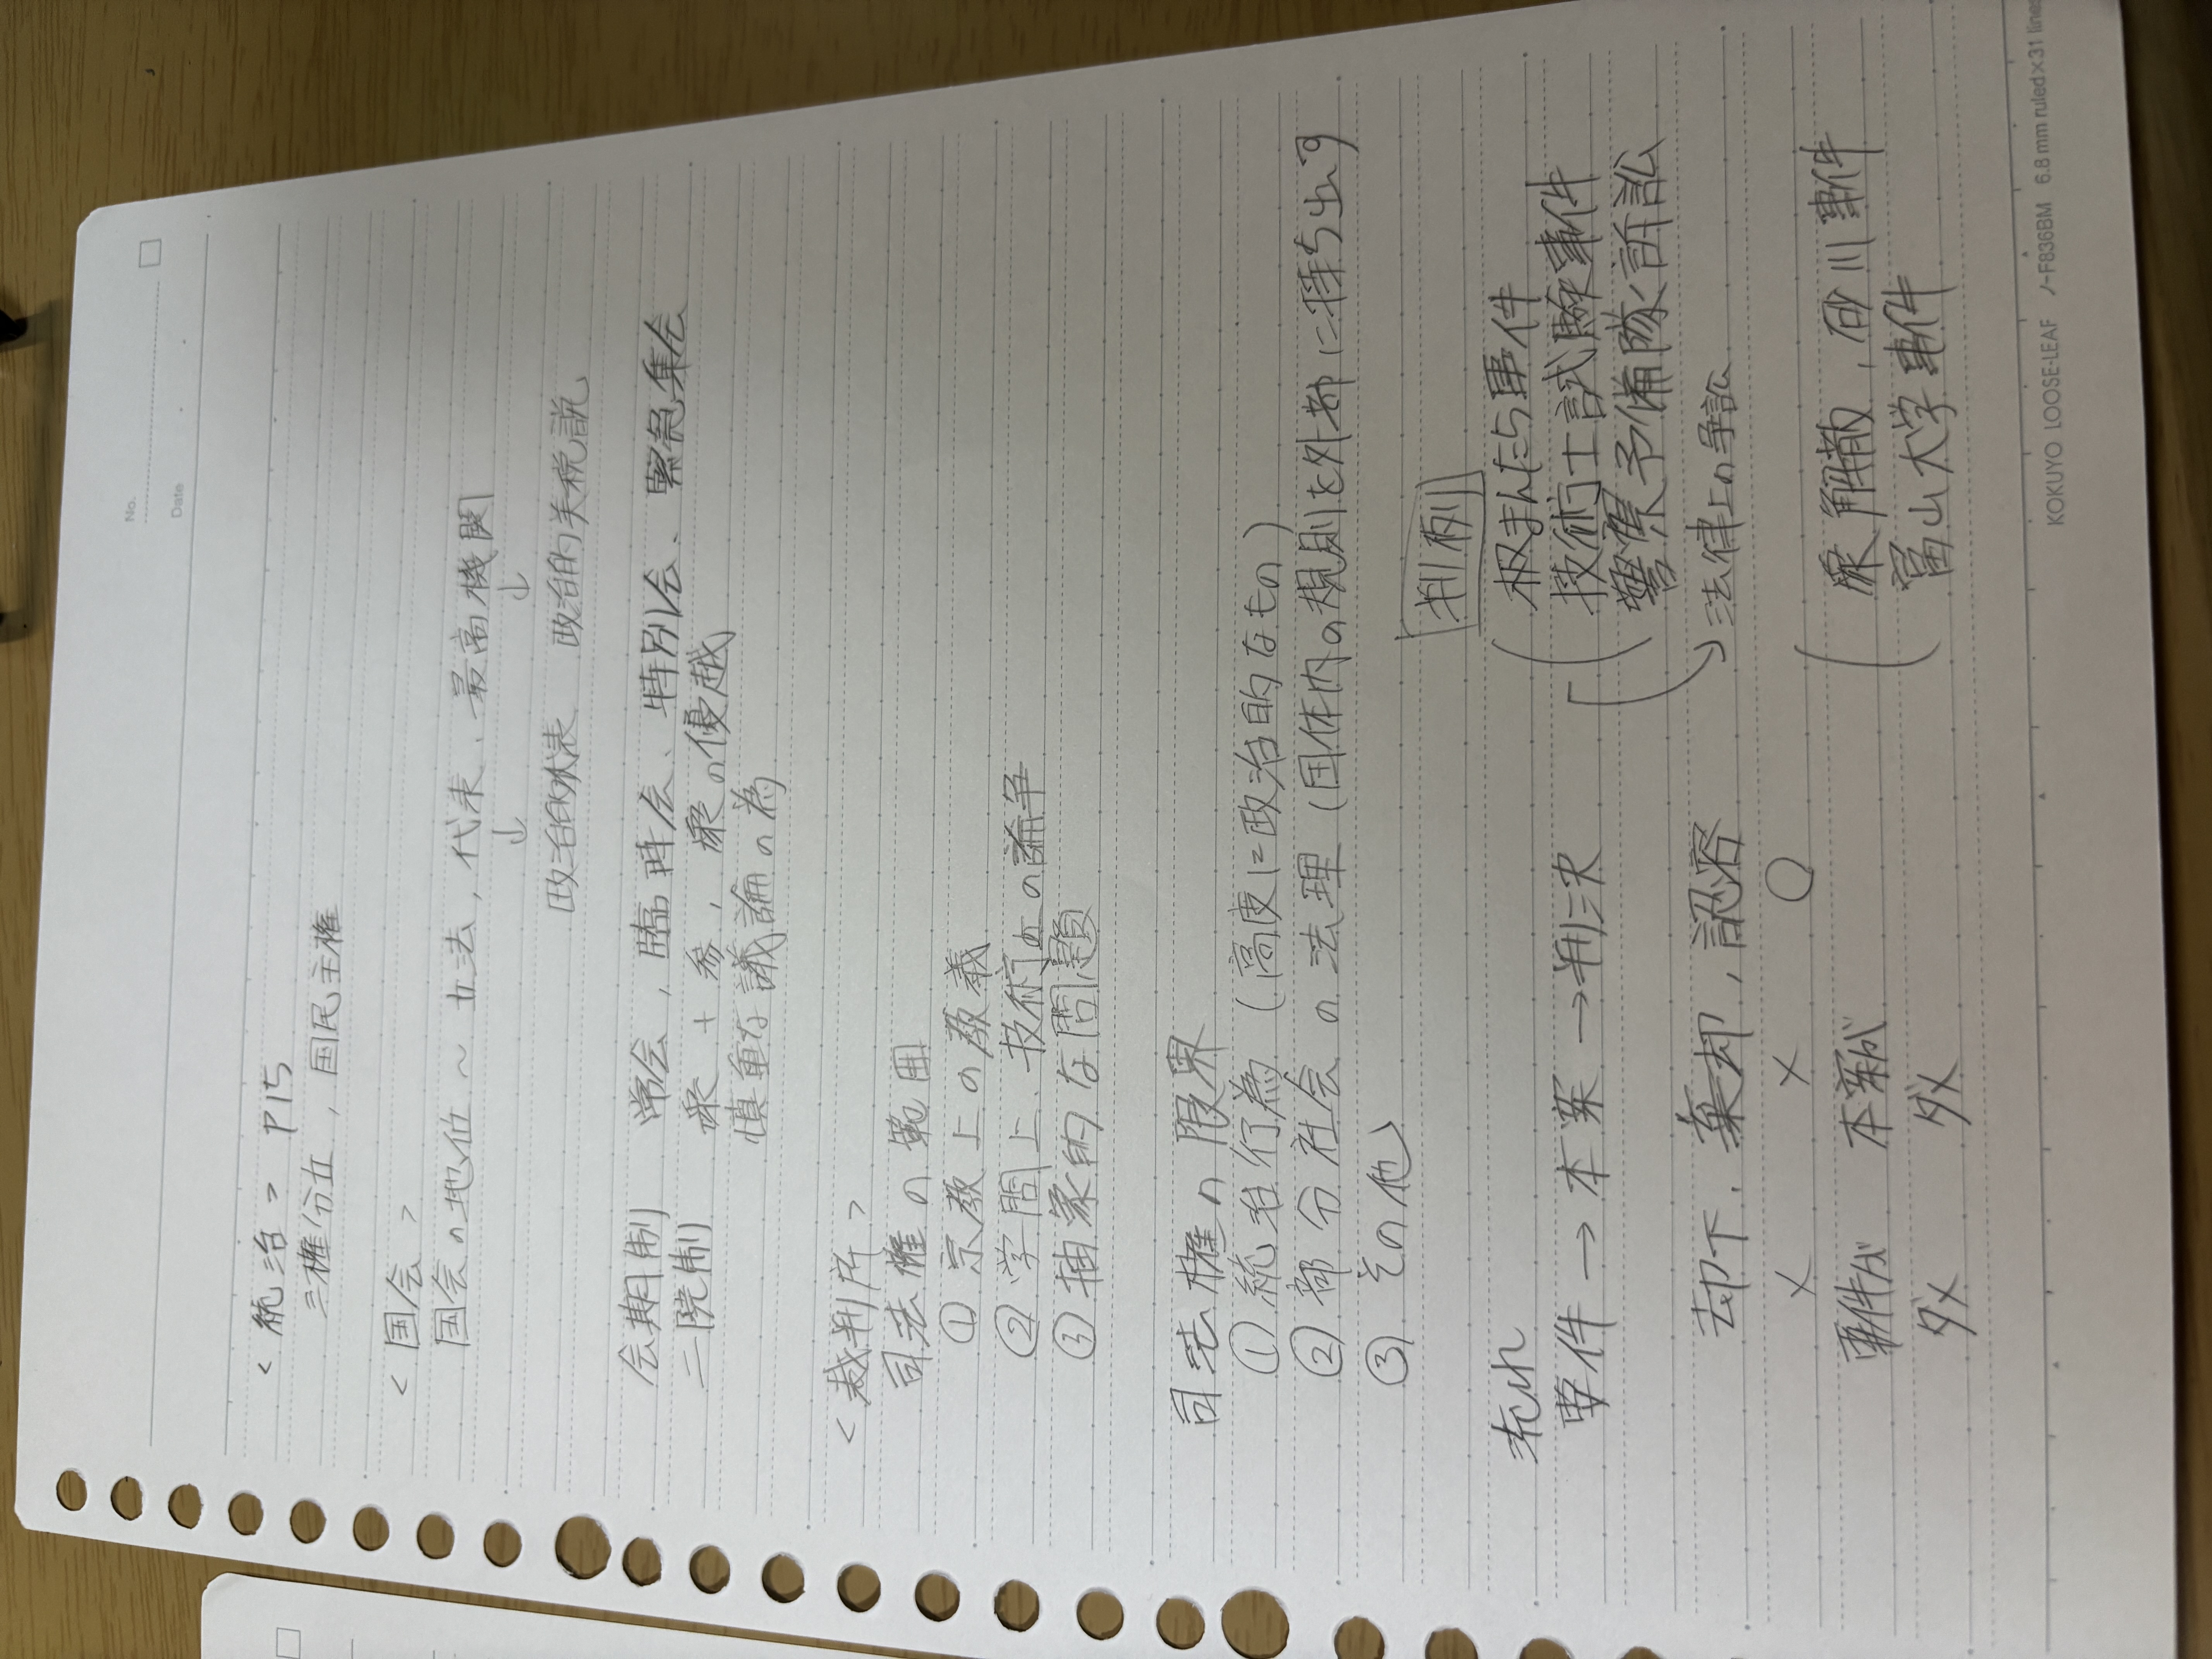 No.
Date
<統治> P15
三権分立, 国民主権
<国会>
国会の地位～立法, 代表, 最高機関
↓ ↓
政治的代表 政治的美称説
会期制 常会, 臨時会、特別会、緊急集会
二院制 衆+参, 衆の優越
慎重な議論の為
<裁判所>
司法権の範囲
① 宗教上の教義
② 学問上、技術上の論争
③ 抽象的な問題
司法権の限界
① 統治行為 (高度に政治的なもの)
② 部分社会の法理 (団体内の規則を外部に持ち出す
③ その他
判例
流れ
板まんだら事件
要件→本案→判決
技術士試験事件
警察予備隊訴訟
却下, 棄却, 認容
法律上の争訟
× × ○
要件が 本案が
衆解散, 砂川事件
ダメ ダメ
富山大学事件
KOKUYO LOOSE-LEAF ノ-F836BM 6.8 mm ruled×31 lines